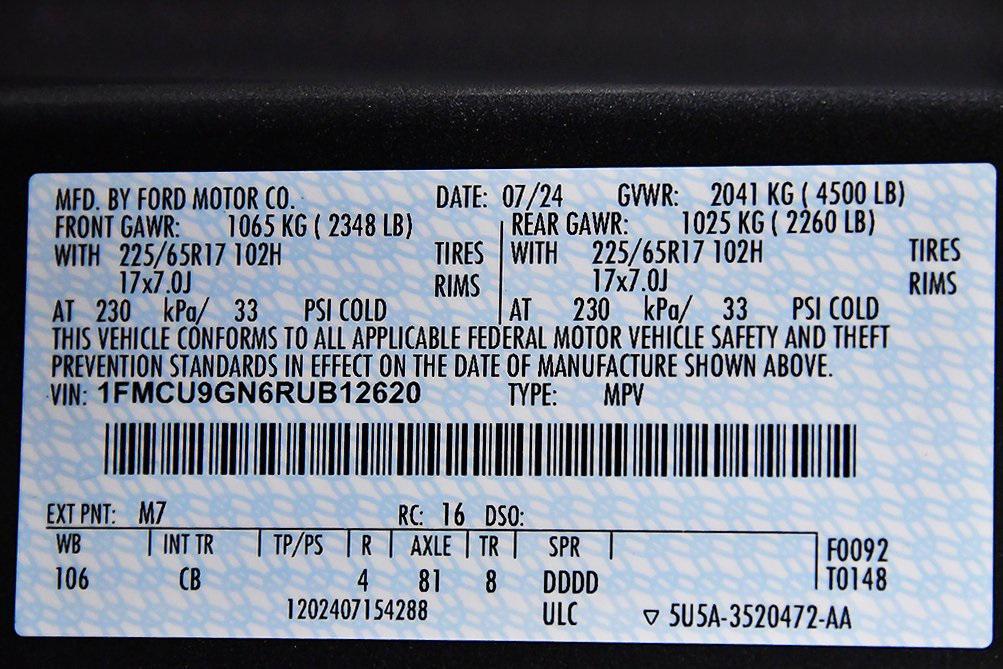 MFD. BY FORD MOTOR CO. DATE: 07/24 GVWR: 2041 KG ( 4500 LB)
FRONT GAWR: 1065 KG ( 2348 LB) REAR GAWR: 1025 KG ( 2260 LB)
WITH 225/65R17 102H TIRES WITH 225/65R17 102H TIRES
17x7.0J RIMS 17x7.0J RIMS
AT 230 kPa/ 33 PSI COLD AT 230 kPa/ 33 PSI COLD
THIS VEHICLE CONFORMS TO ALL APPLICABLE FEDERAL MOTOR VEHICLE SAFETY AND THEFT
PREVENTION STANDARDS IN EFFECT ON THE DATE OF MANUFACTURE SHOWN ABOVE.
VIN: 1FMCU9GN6RUB12620 TYPE: MPV
EXT PNT: M7 RC: 16 DSO:
WB INT TR TP/PS R AXLE TR SPR F0092
106 CB 4 81 8 DDDD T0148
1202407154288 ULC ▽ 5U5A-3520472-AA